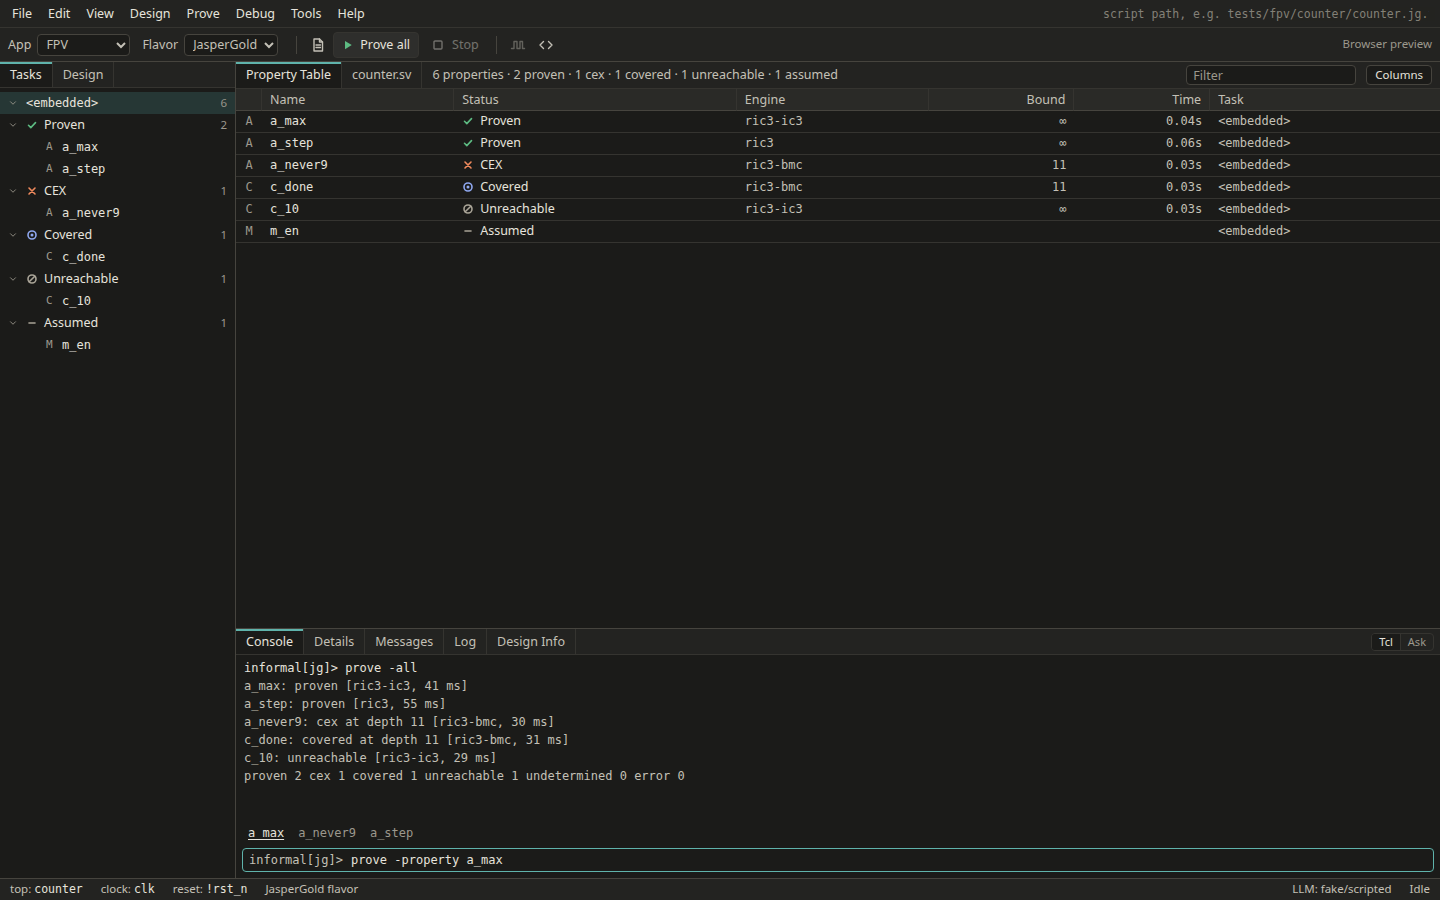 File Edit View Design Prove Debug Tools Help script path, e.g. tests/fpv/counter/counter.jg.
App FPV Flavor JasperGold Prove all Stop Browser preview
Tasks Design
<embedded> 6
Proven 2
A a_max
A a_step
CEX 1
A a_never9
Covered 1
C c_done
Unreachable 1
C c_10
Assumed 1
M m_en
Property Table counter.sv 6 properties · 2 proven · 1 cex · 1 covered · 1 unreachable · 1 assumed Filter Columns
Name Status Engine Bound Time Task
A a_max Proven ric3-ic3 ∞ 0.04s <embedded>
A a_step Proven ric3 ∞ 0.06s <embedded>
A a_never9 CEX ric3-bmc 11 0.03s <embedded>
C c_done Covered ric3-bmc 11 0.03s <embedded>
C c_10 Unreachable ric3-ic3 ∞ 0.03s <embedded>
M m_en Assumed <embedded>
Console Details Messages Log Design Info Tcl Ask
informal[jg]> prove -all
a_max: proven [ric3-ic3, 41 ms]
a_step: proven [ric3, 55 ms]
a_never9: cex at depth 11 [ric3-bmc, 30 ms]
c_done: covered at depth 11 [ric3-bmc, 31 ms]
c_10: unreachable [ric3-ic3, 29 ms]
proven 2 cex 1 covered 1 unreachable 1 undetermined 0 error 0
a_max a_never9 a_step
informal[jg]> prove -property a_max
top: counter clock: clk reset: !rst_n JasperGold flavor LLM: fake/scripted Idle